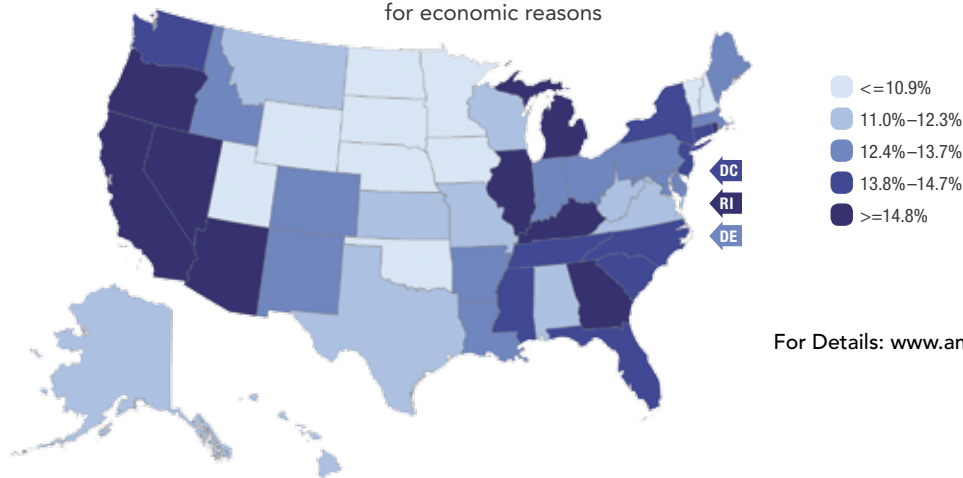 for economic reasons
<=10.9%
11.0%–12.3%
12.4%–13.7%
13.8%–14.7%
>=14.8%
DC
RI
DE
For Details: www.an